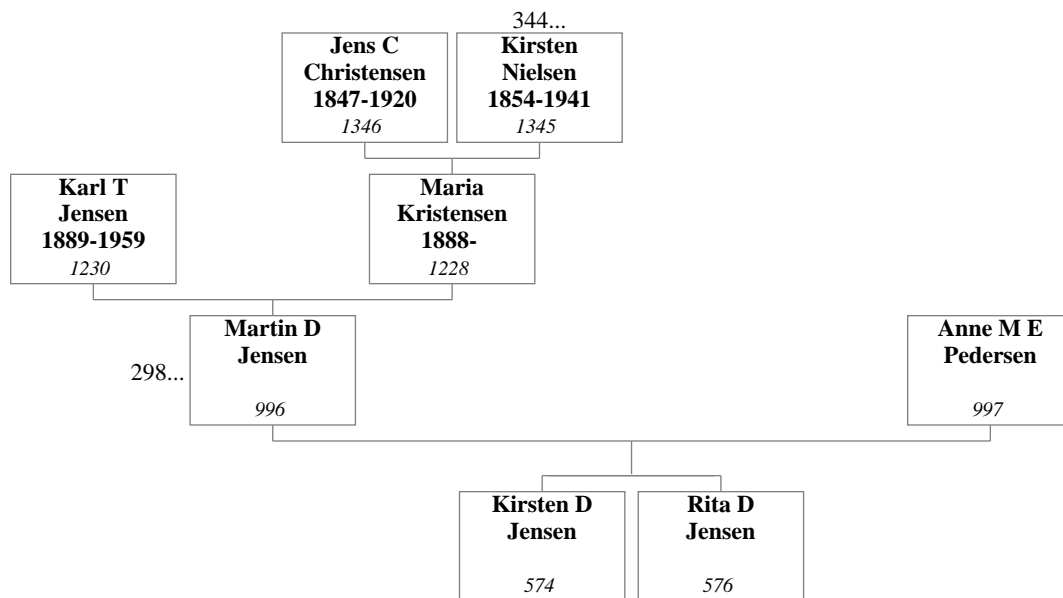 344...
Jens C
Christensen
1847-1920
1346
Kirsten
Nielsen
1854-1941
1345
Karl T
Jensen
1889-1959
1230
Maria
Kristensen
1888-
1228
298...
Martin D
Jensen
996
Anne M E
Pedersen
997
Kirsten D
Jensen
574
Rita D
Jensen
576